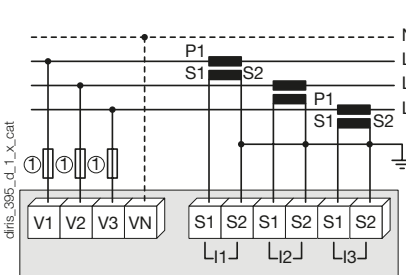 N
P1
L
S1 S2
L
P1
L
S1 S2
diris_395_d_1_x_cat
1 1 1
V1 V2 V3 VN S1 S2 S1 S2 S1 S2
I1 I2 I3